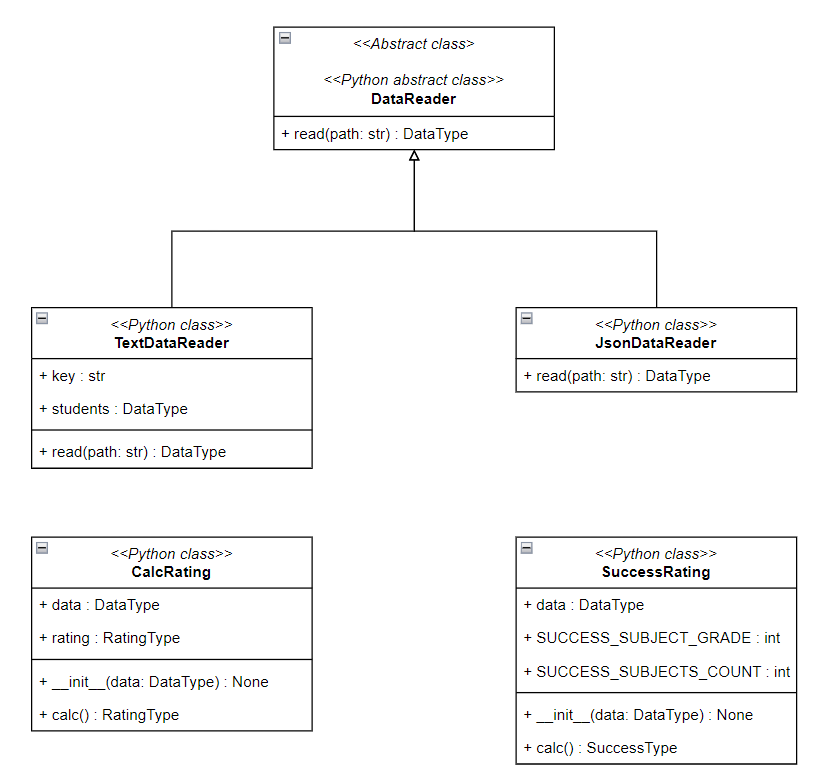 <<Abstract class>
<<Python abstract class>>
DataReader
+ read(path: str) : DataType
<<Python class>>
TextDataReader
+ key : str
+ students : DataType
+ read(path: str) : DataType
<<Python class>>
JsonDataReader
+ read(path: str) : DataType
<<Python class>>
CalcRating
+ data : DataType
+ rating : RatingType
+ __init__(data: DataType) : None
+ calc() : RatingType
<<Python class>>
SuccessRating
+ data : DataType
+ SUCCESS_SUBJECT_GRADE : int
+ SUCCESS_SUBJECTS_COUNT : int
+ __init__(data: DataType) : None
+ calc() : SuccessType